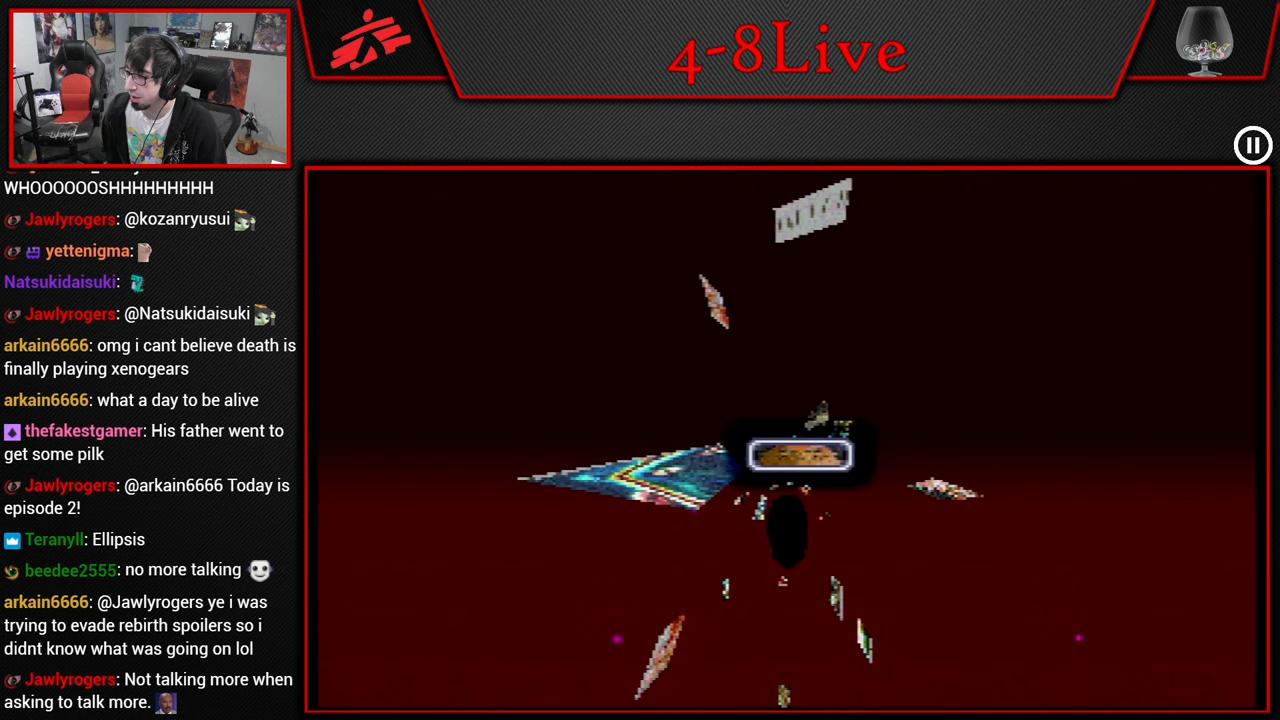 4-8Live
WHOOOOOOSHHHHHHHHH
Jawlyrogers: @kozanryusui
yettenigma:
Natsukidaisuki:
Jawlyrogers: @Natsukidaisuki
arkain6666: omg i cant believe death is
finally playing xenogears
arkain6666: what a day to be alive
thefakestgamer: His father went to
get some pilk
Jawlyrogers: @arkain6666 Today is
episode 2!
Teranyll: Ellipsis
beedee2555: no more talking
arkain6666: @Jawlyrogers ye i was
trying to evade rebirth spoilers so i
didnt know what was going on lol
Jawlyrogers: Not talking more when
asking to talk more.